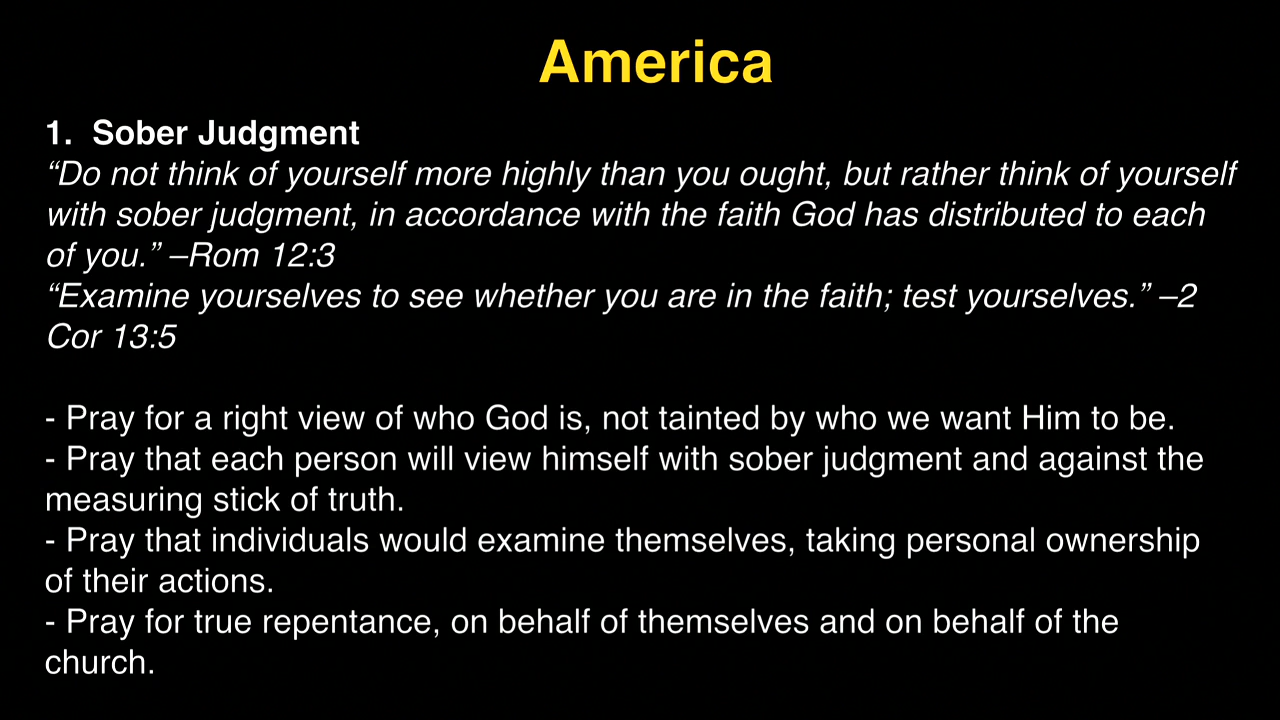 America
1.  Sober Judgment
“Do not think of yourself more highly than you ought, but rather think of yourself
with sober judgment, in accordance with the faith God has distributed to each
of you.” –Rom 12:3
“Examine yourselves to see whether you are in the faith; test yourselves.” –2
Cor 13:5
- Pray for a right view of who God is, not tainted by who we want Him to be.
- Pray that each person will view himself with sober judgment and against the
measuring stick of truth.
- Pray that individuals would examine themselves, taking personal ownership
of their actions.
- Pray for true repentance, on behalf of themselves and on behalf of the
church.